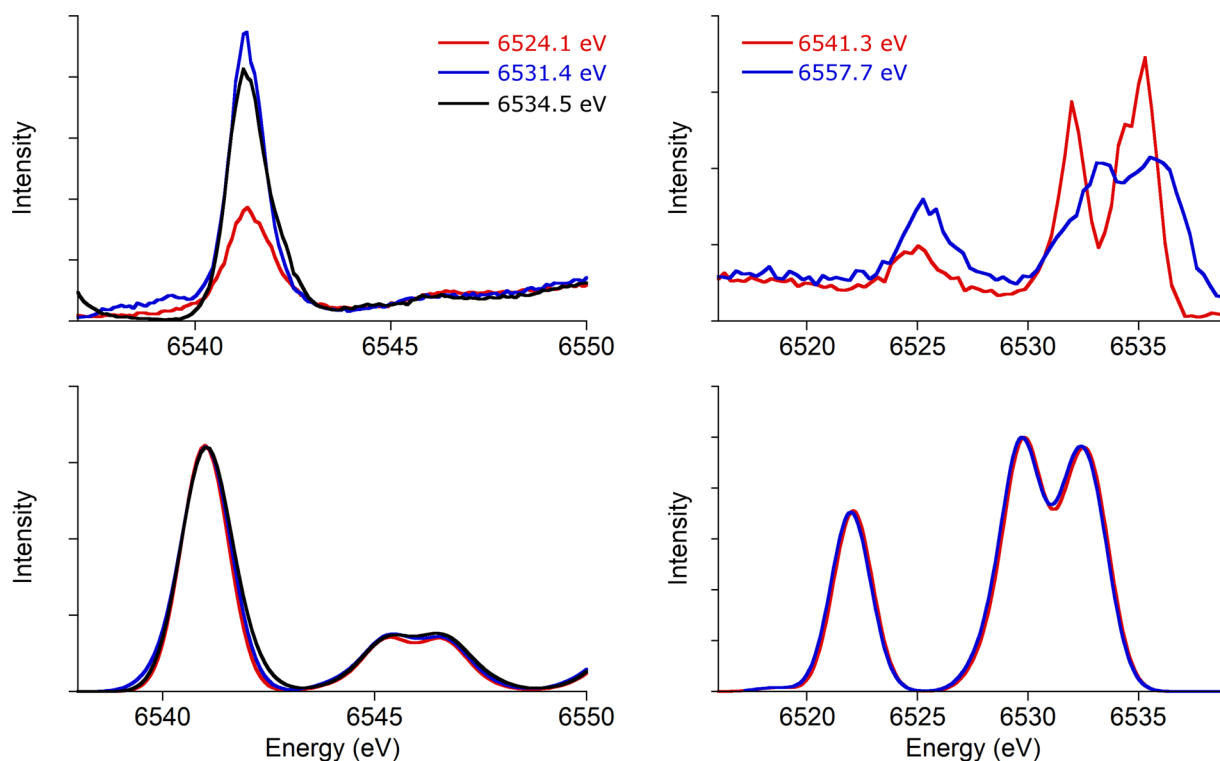 6524.1 eV
6531.4 eV
6534.5 eV
Intensity
6540 6545 6550
6541.3 eV
6557.7 eV
Intensity
6520 6525 6530 6535
Intensity
6540 6545 6550
Energy (eV)
Intensity
6520 6525 6530 6535
Energy (eV)